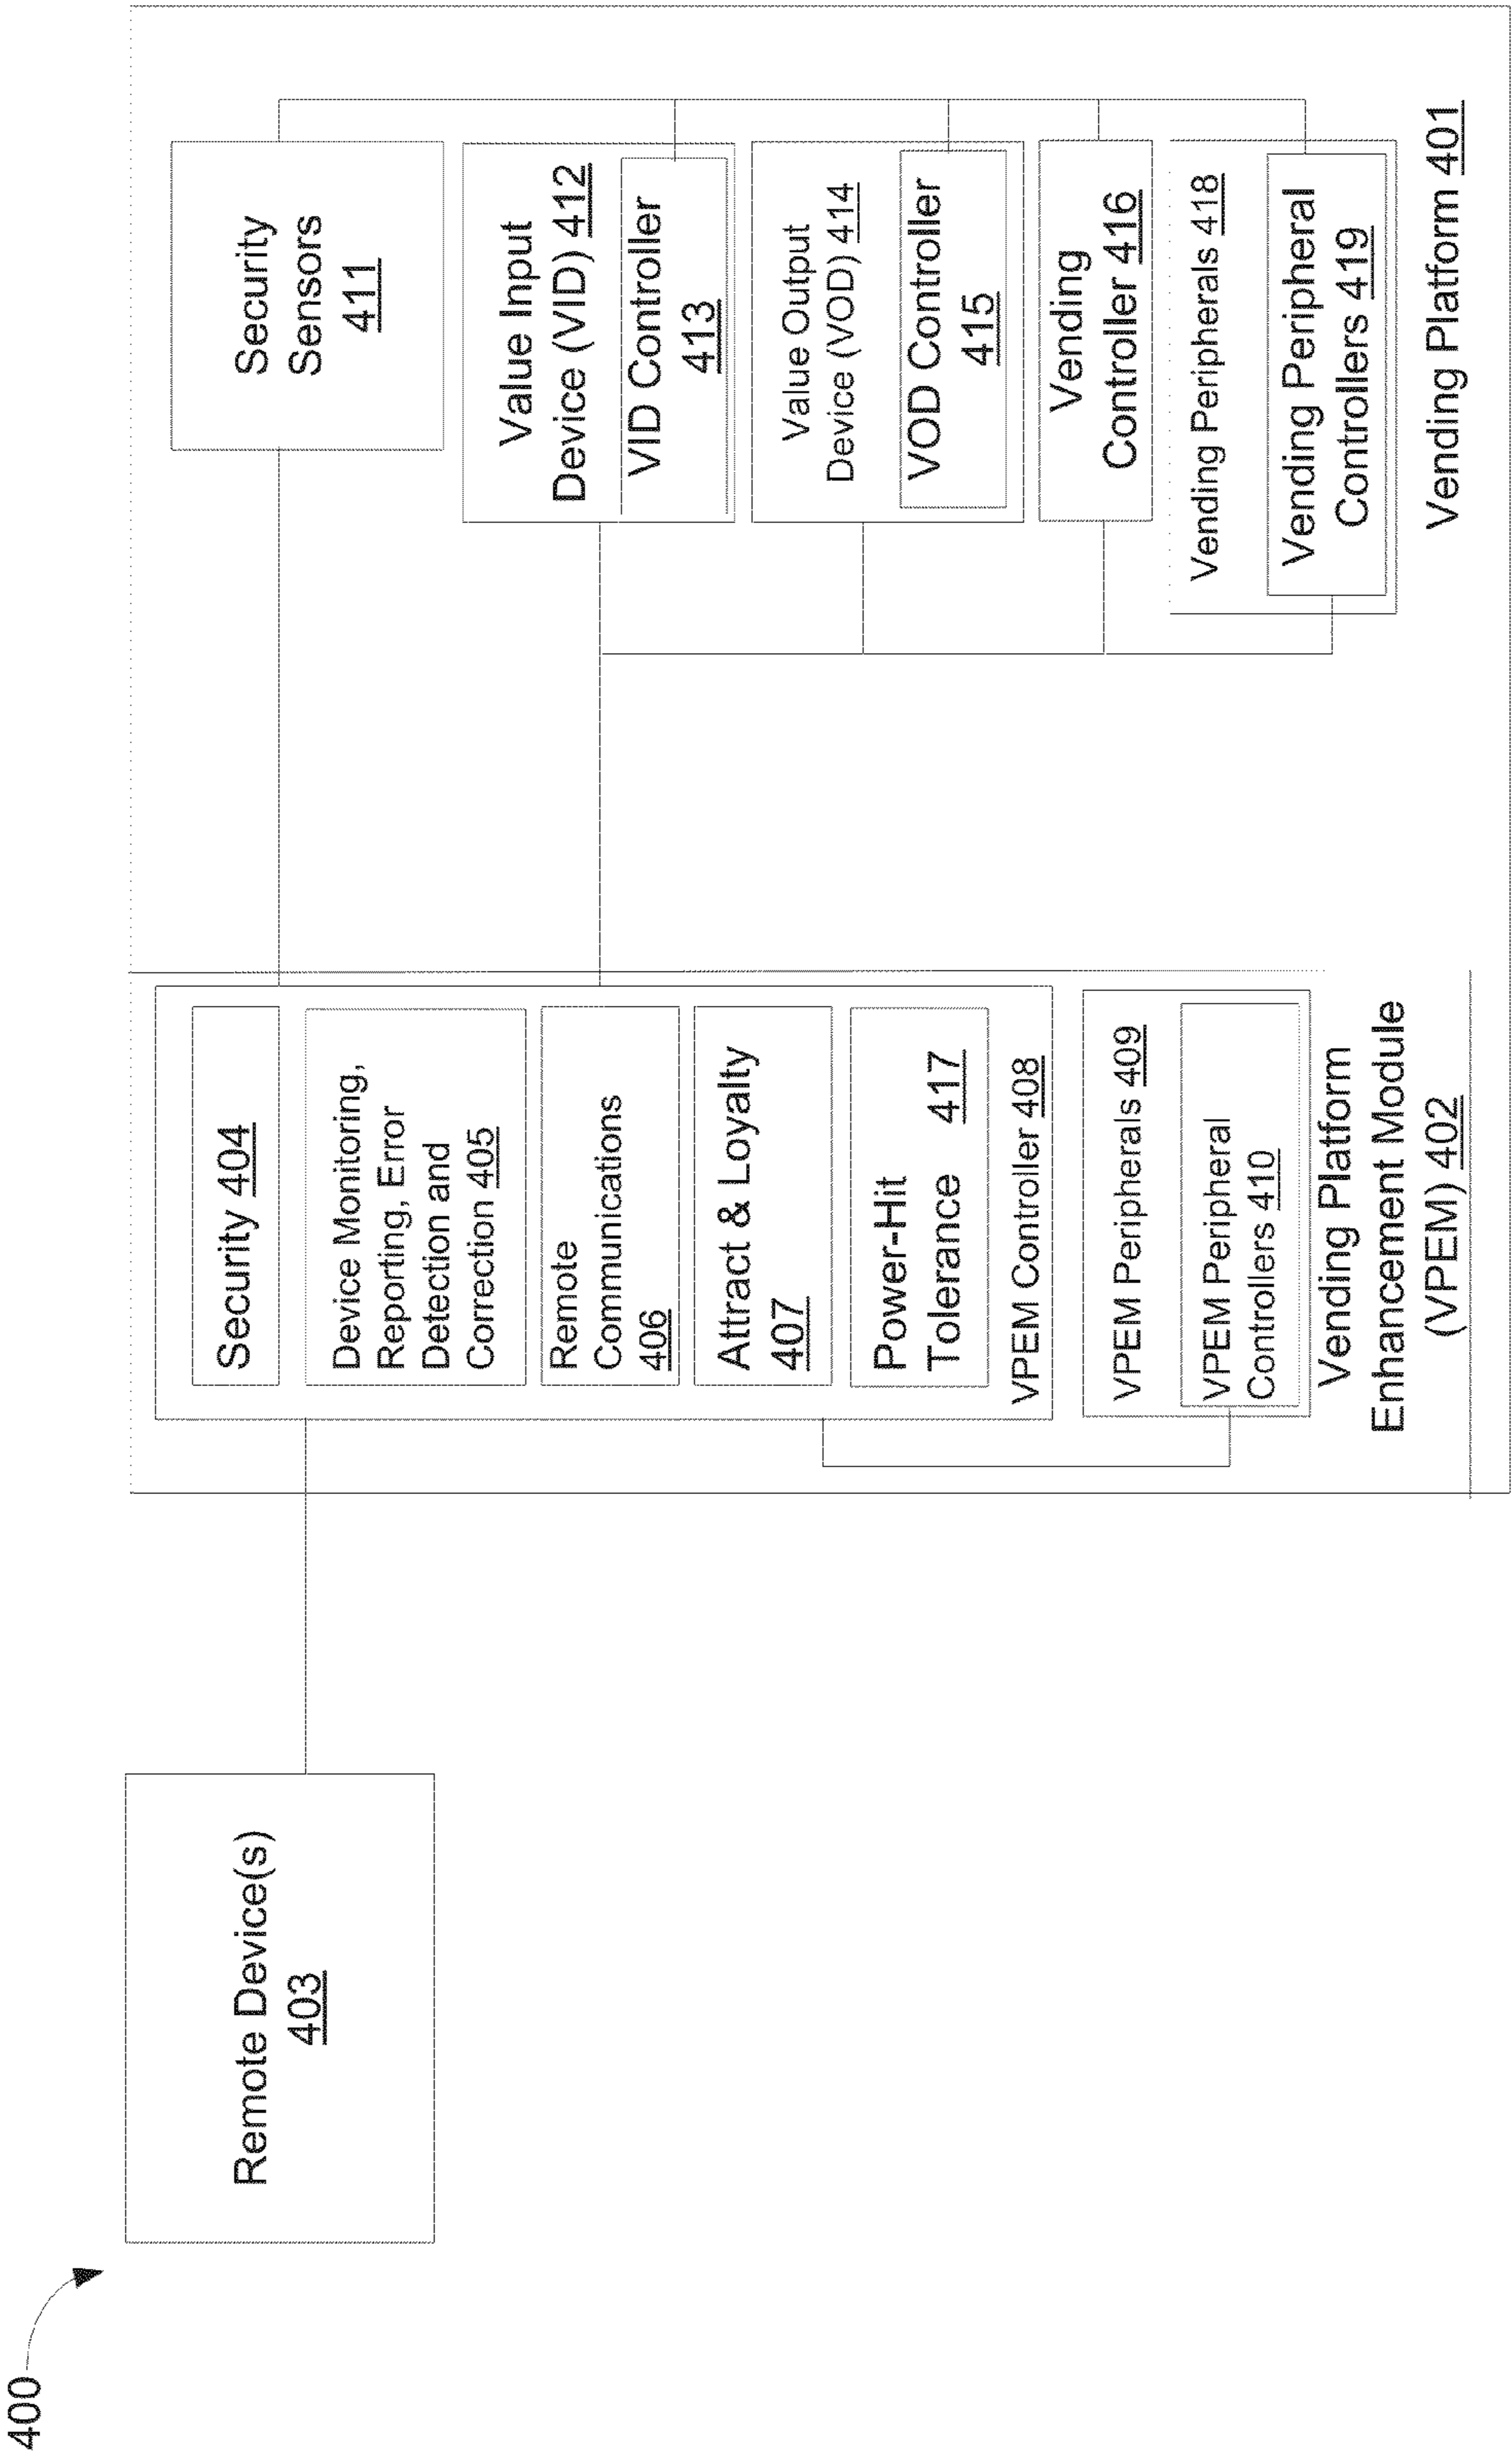 400
Remote Device(s)
403
Security 404
Device Monitoring,
Reporting, Error
Detection and
Correction 405
Remote
Communications
406
Attract & Loyalty
407
Power-Hit
Tolerance 417
VPEM Controller 408
VPEM Peripherals 409
VPEM Peripheral
Controllers 410
Vending Platform
Enhancement Module
(VPEM) 402
Security
Sensors
411
Value Input
Device (VID) 412
VID Controller
413
Value Output
Device (VOD) 414
VOD Controller
415
Vending
Controller 416
Vending Peripherals 418
Vending Peripheral
Controllers 419
Vending Platform 401